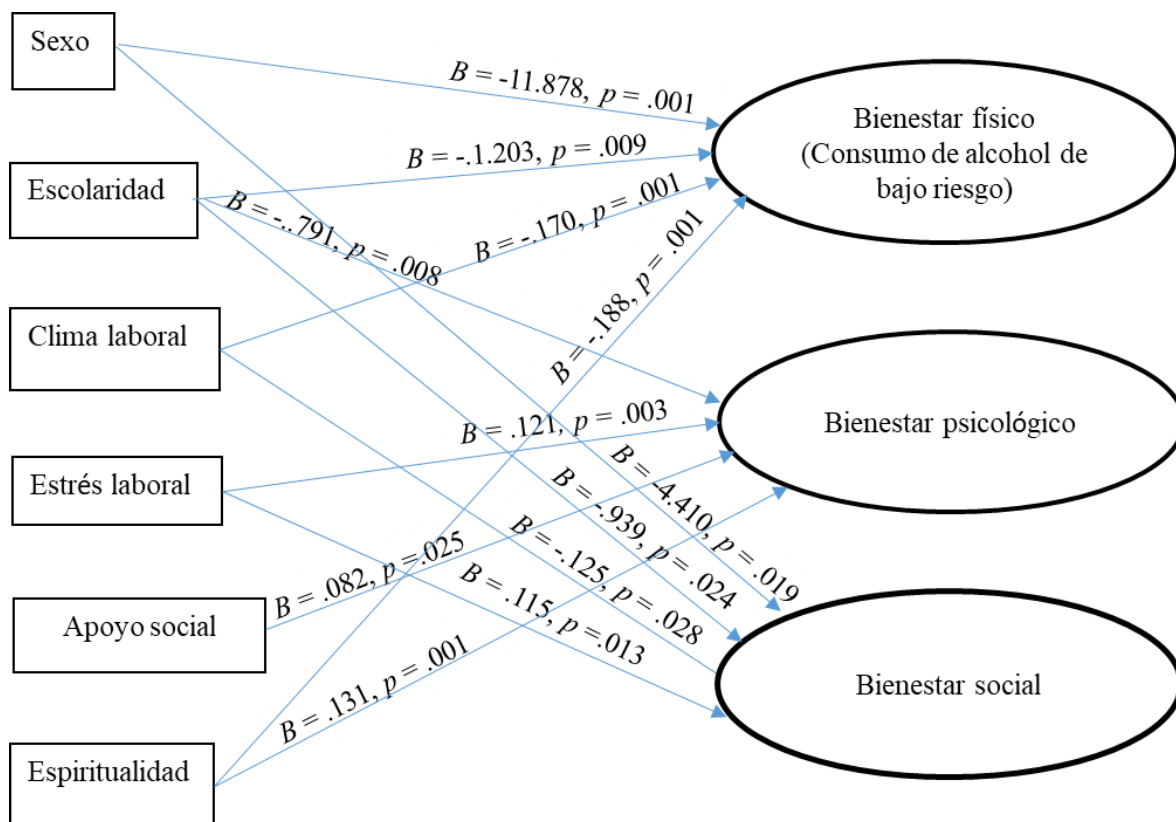 Sexo
Escolaridad
Clima laboral
Estrés laboral
Apoyo social
Espiritualidad
B = -11.878, p = .001
B = -.1.203, p = .009
B = -..791, p = .008
B = -.170, p = .001
B = -.188, p = .001
B = .121, p = .003
B = -4.410, p = .019
B = -.939, p = .024
B = -.125, p = .028
B = .115, p =.013
B = .082, p =.025
B = .131, p = .001
Bienestar físico
(Consumo de alcohol de
bajo riesgo)
Bienestar psicológico
Bienestar social